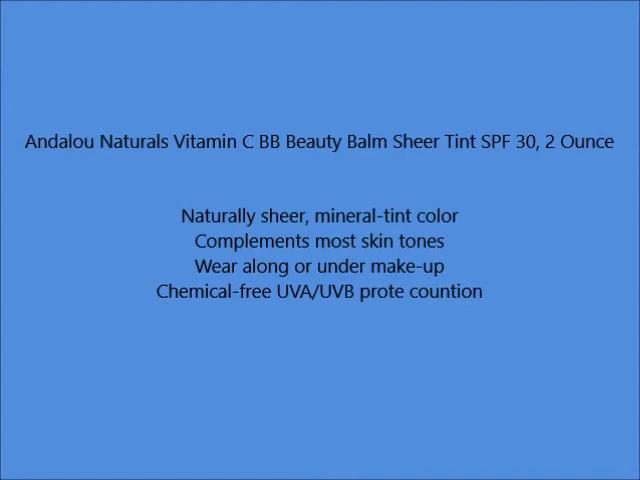 Andalou Naturals Vitamin C BB Beauty Balm Sheer Tint SPF 30, 2 Ounce
Naturally sheer, mineral-tint color
Complements most skin tones
Wear along or under make-up
Chemical-free UVA/UVB prote countion